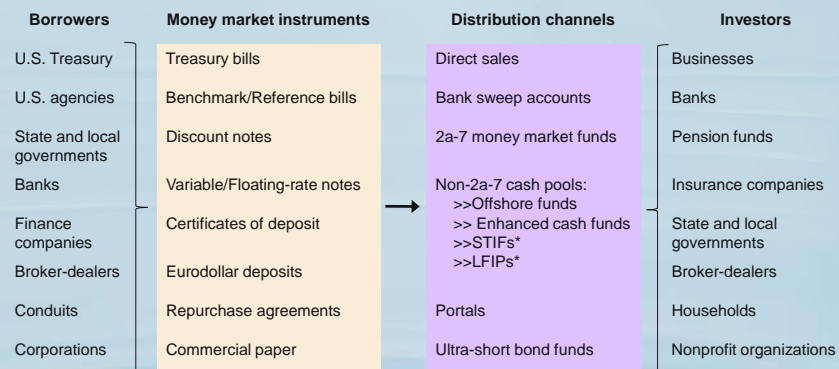 Borrowers
U.S. Treasury
U.S. agencies
State and local
governments
Banks
Finance
companies
Broker-dealers
Conduits
Corporations
Money market instruments
Treasury bills
Benchmark/Reference bills
Discount notes
Variable/Floating-rate notes
Certificates of deposit
Eurodollar deposits
Repurchase agreements
Commercial paper
Distribution channels
Direct sales
Bank sweep accounts
2a-7 money market funds
Non-2a-7 cash pools:
>>Offshore funds
>> Enhanced cash funds
>>STIFs*
>>LFIPs*
Portals
Ultra-short bond funds
Investors
Businesses
Banks
Pension funds
Insurance companies
State and local
governments
Broker-dealers
Households
Nonprofit organizations